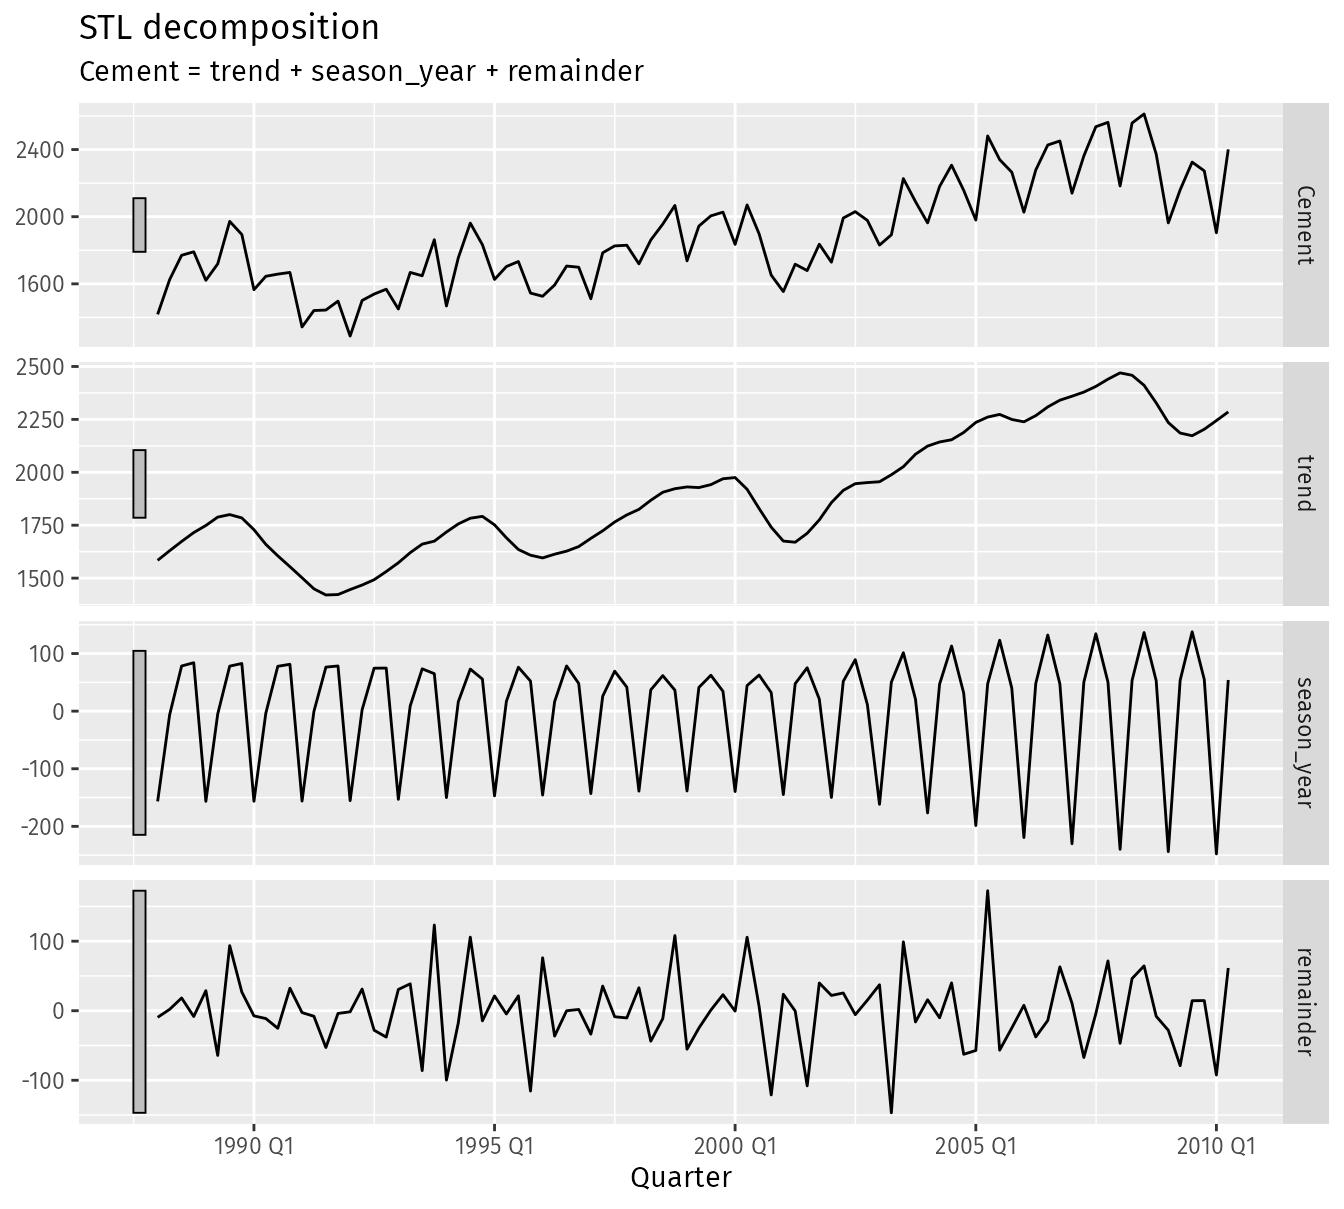 STL decomposition
Cement = trend + season_year + remainder
2400
2000
1600
Cement
2500
2250
2000
1750
1500
trend
100
0
-100
-200
season_year
100
0
-100
remainder
1990 Q1 1995 Q1 2000 Q1 2005 Q1 2010 Q1
Quarter